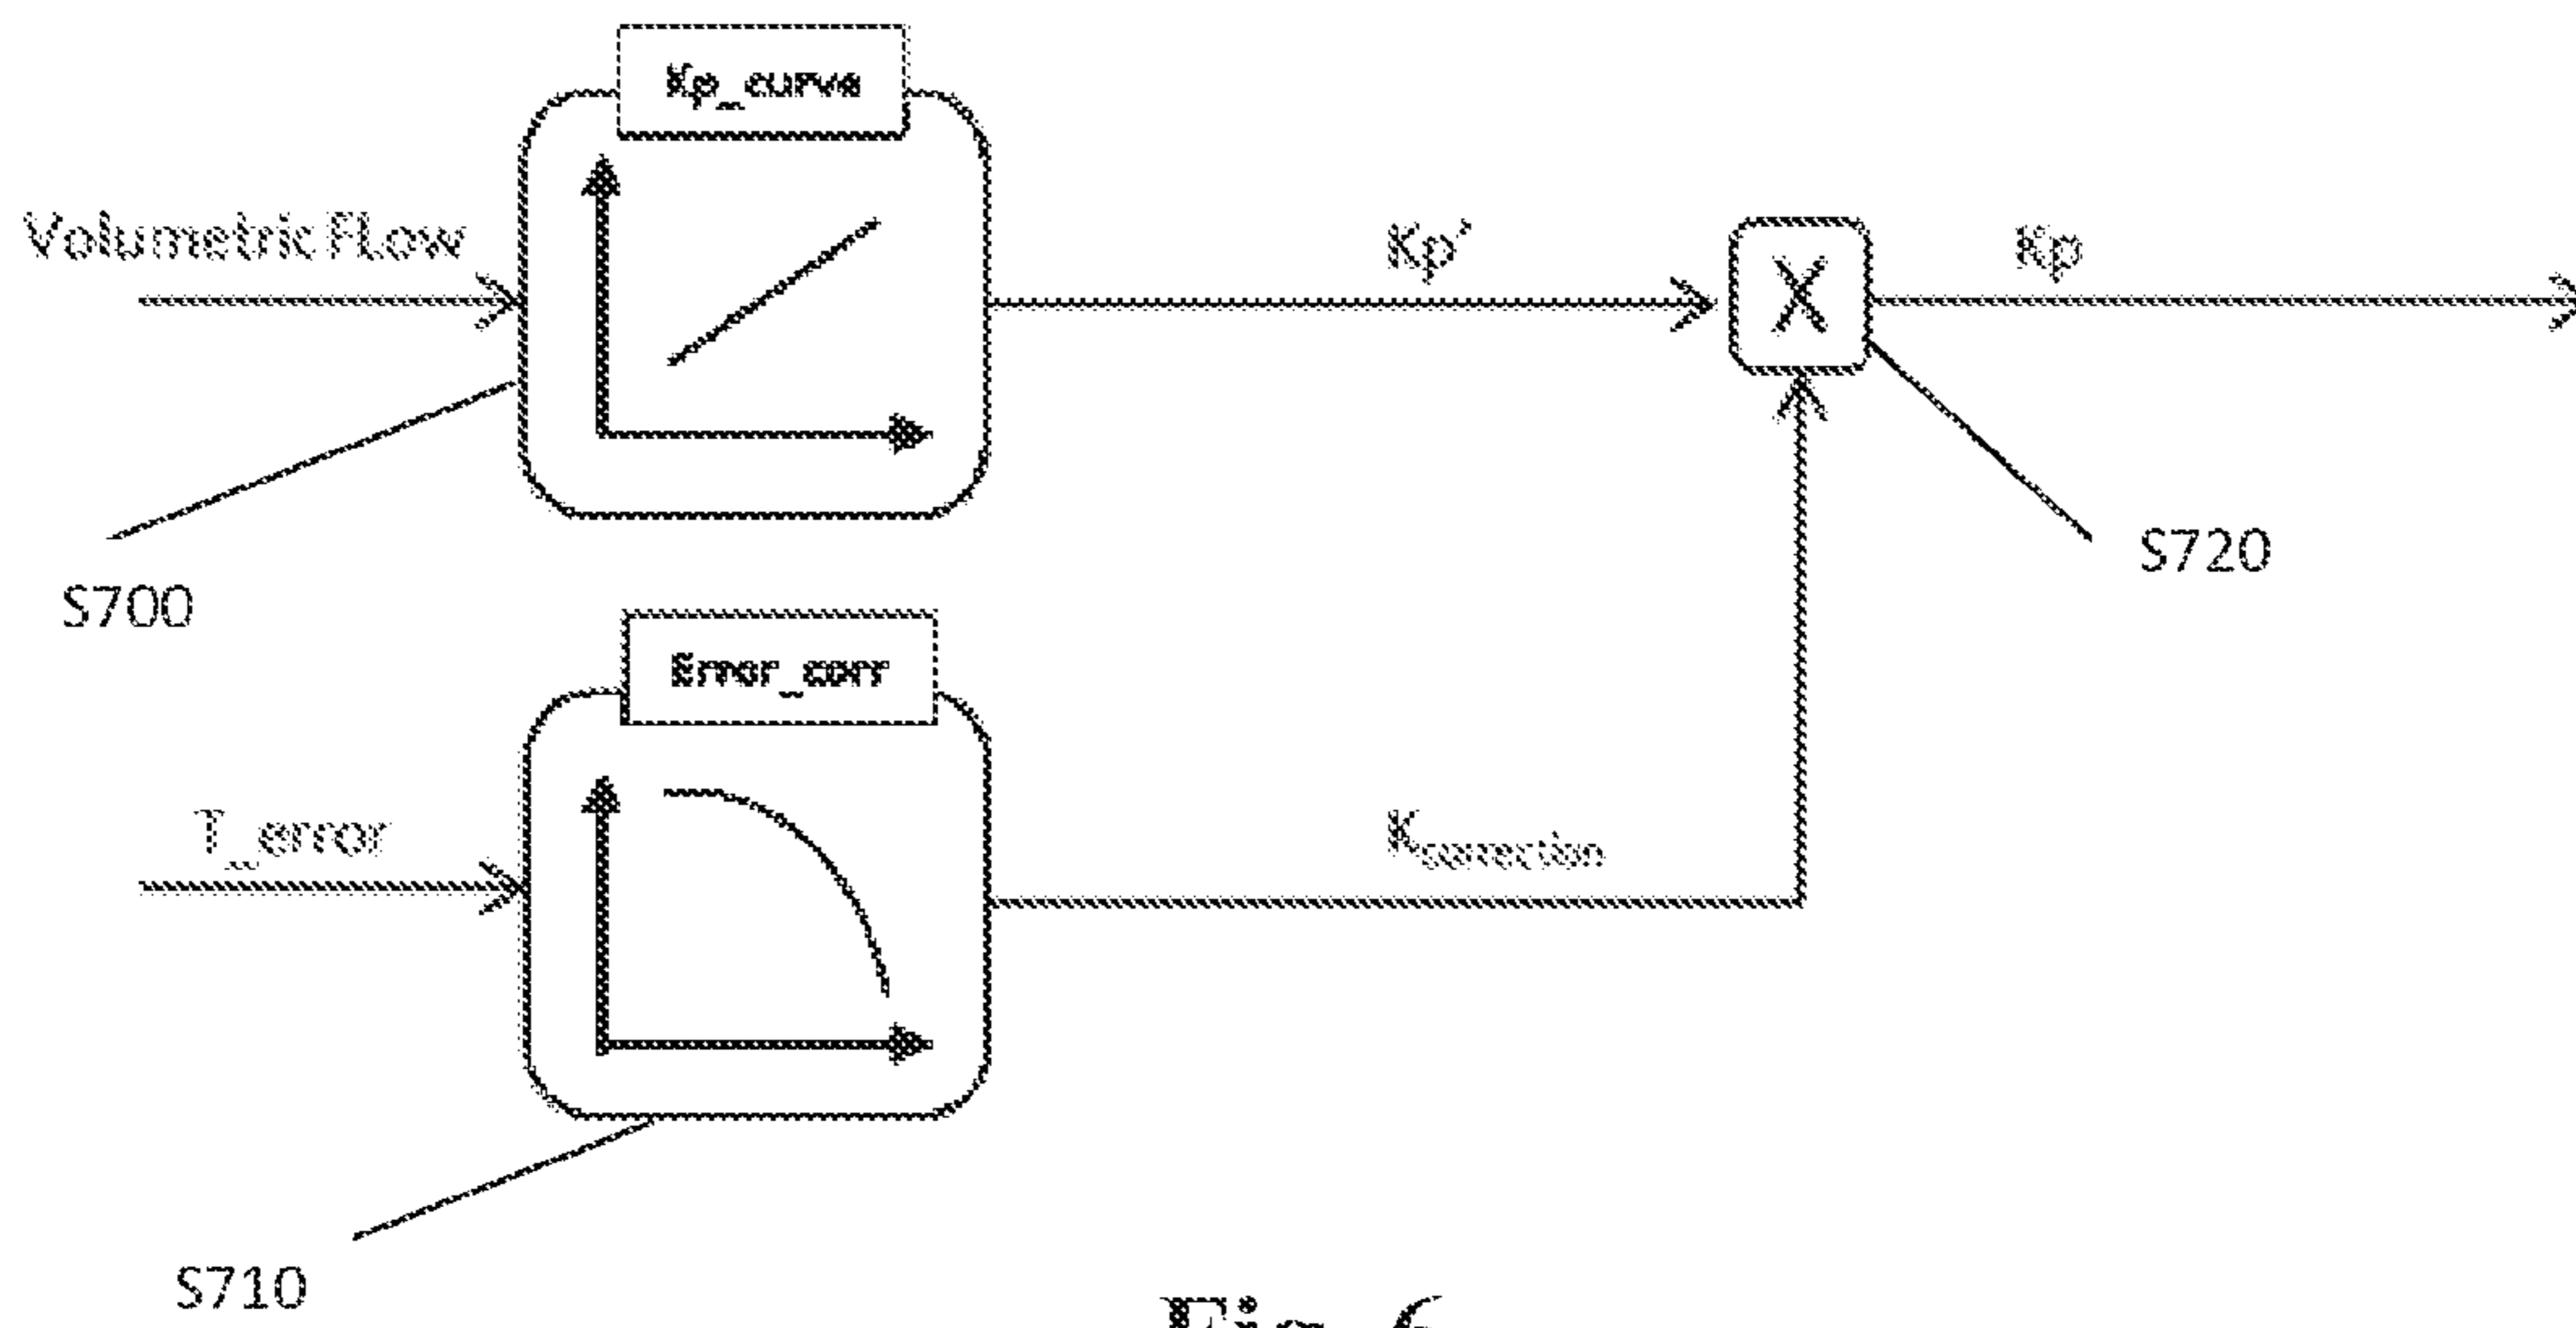 Kp_curve
Volumetric FLow
Kp'
X
Kp
S700
S720
Error_corr
T_error
Kcorrection
S710
Fig. 6